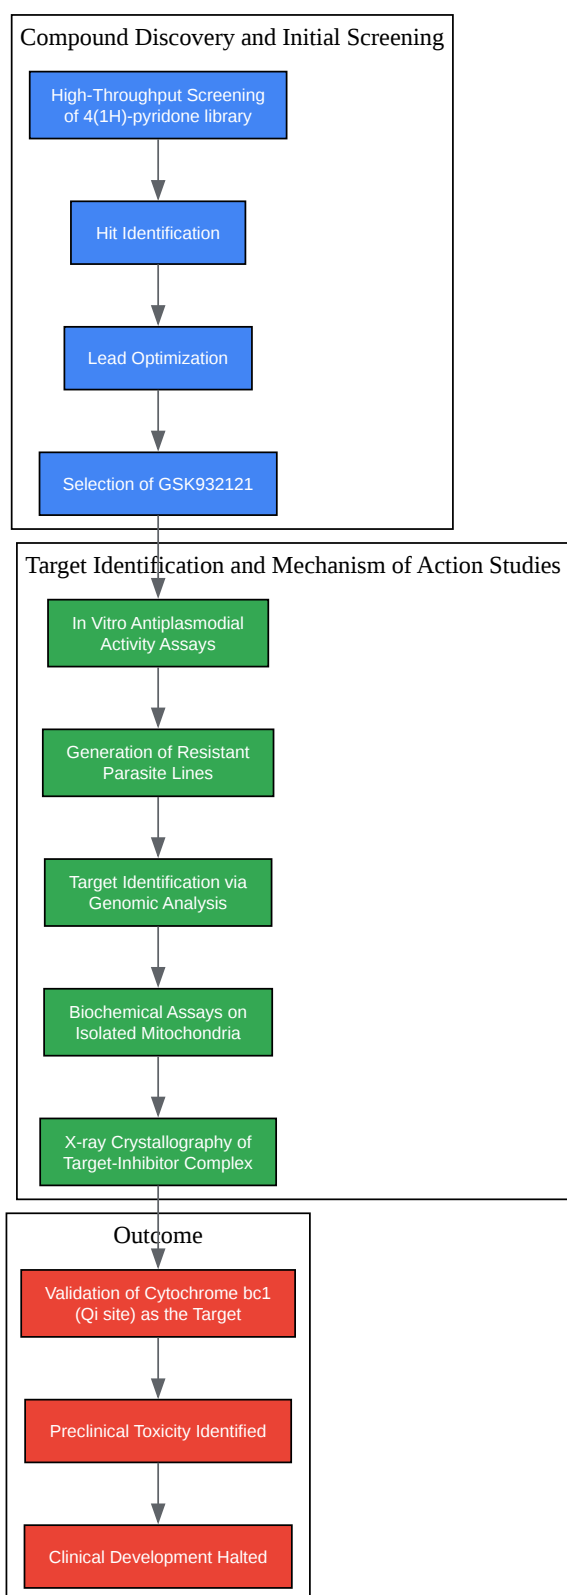 Compound Discovery and Initial Screening
High-Throughput Screening
of 4(1H)-pyridone library
Hit Identification
Lead Optimization
Selection of GSK932121
Target Identification and Mechanism of Action Studies
In Vitro Antiplasmodial
Activity Assays
Generation of Resistant
Parasite Lines
Target Identification via
Genomic Analysis
Biochemical Assays on
Isolated Mitochondria
X-ray Crystallography of
Target-Inhibitor Complex
Outcome
Validation of Cytochrome bc1
(Qi site) as the Target
Preclinical Toxicity Identified
Clinical Development Halted